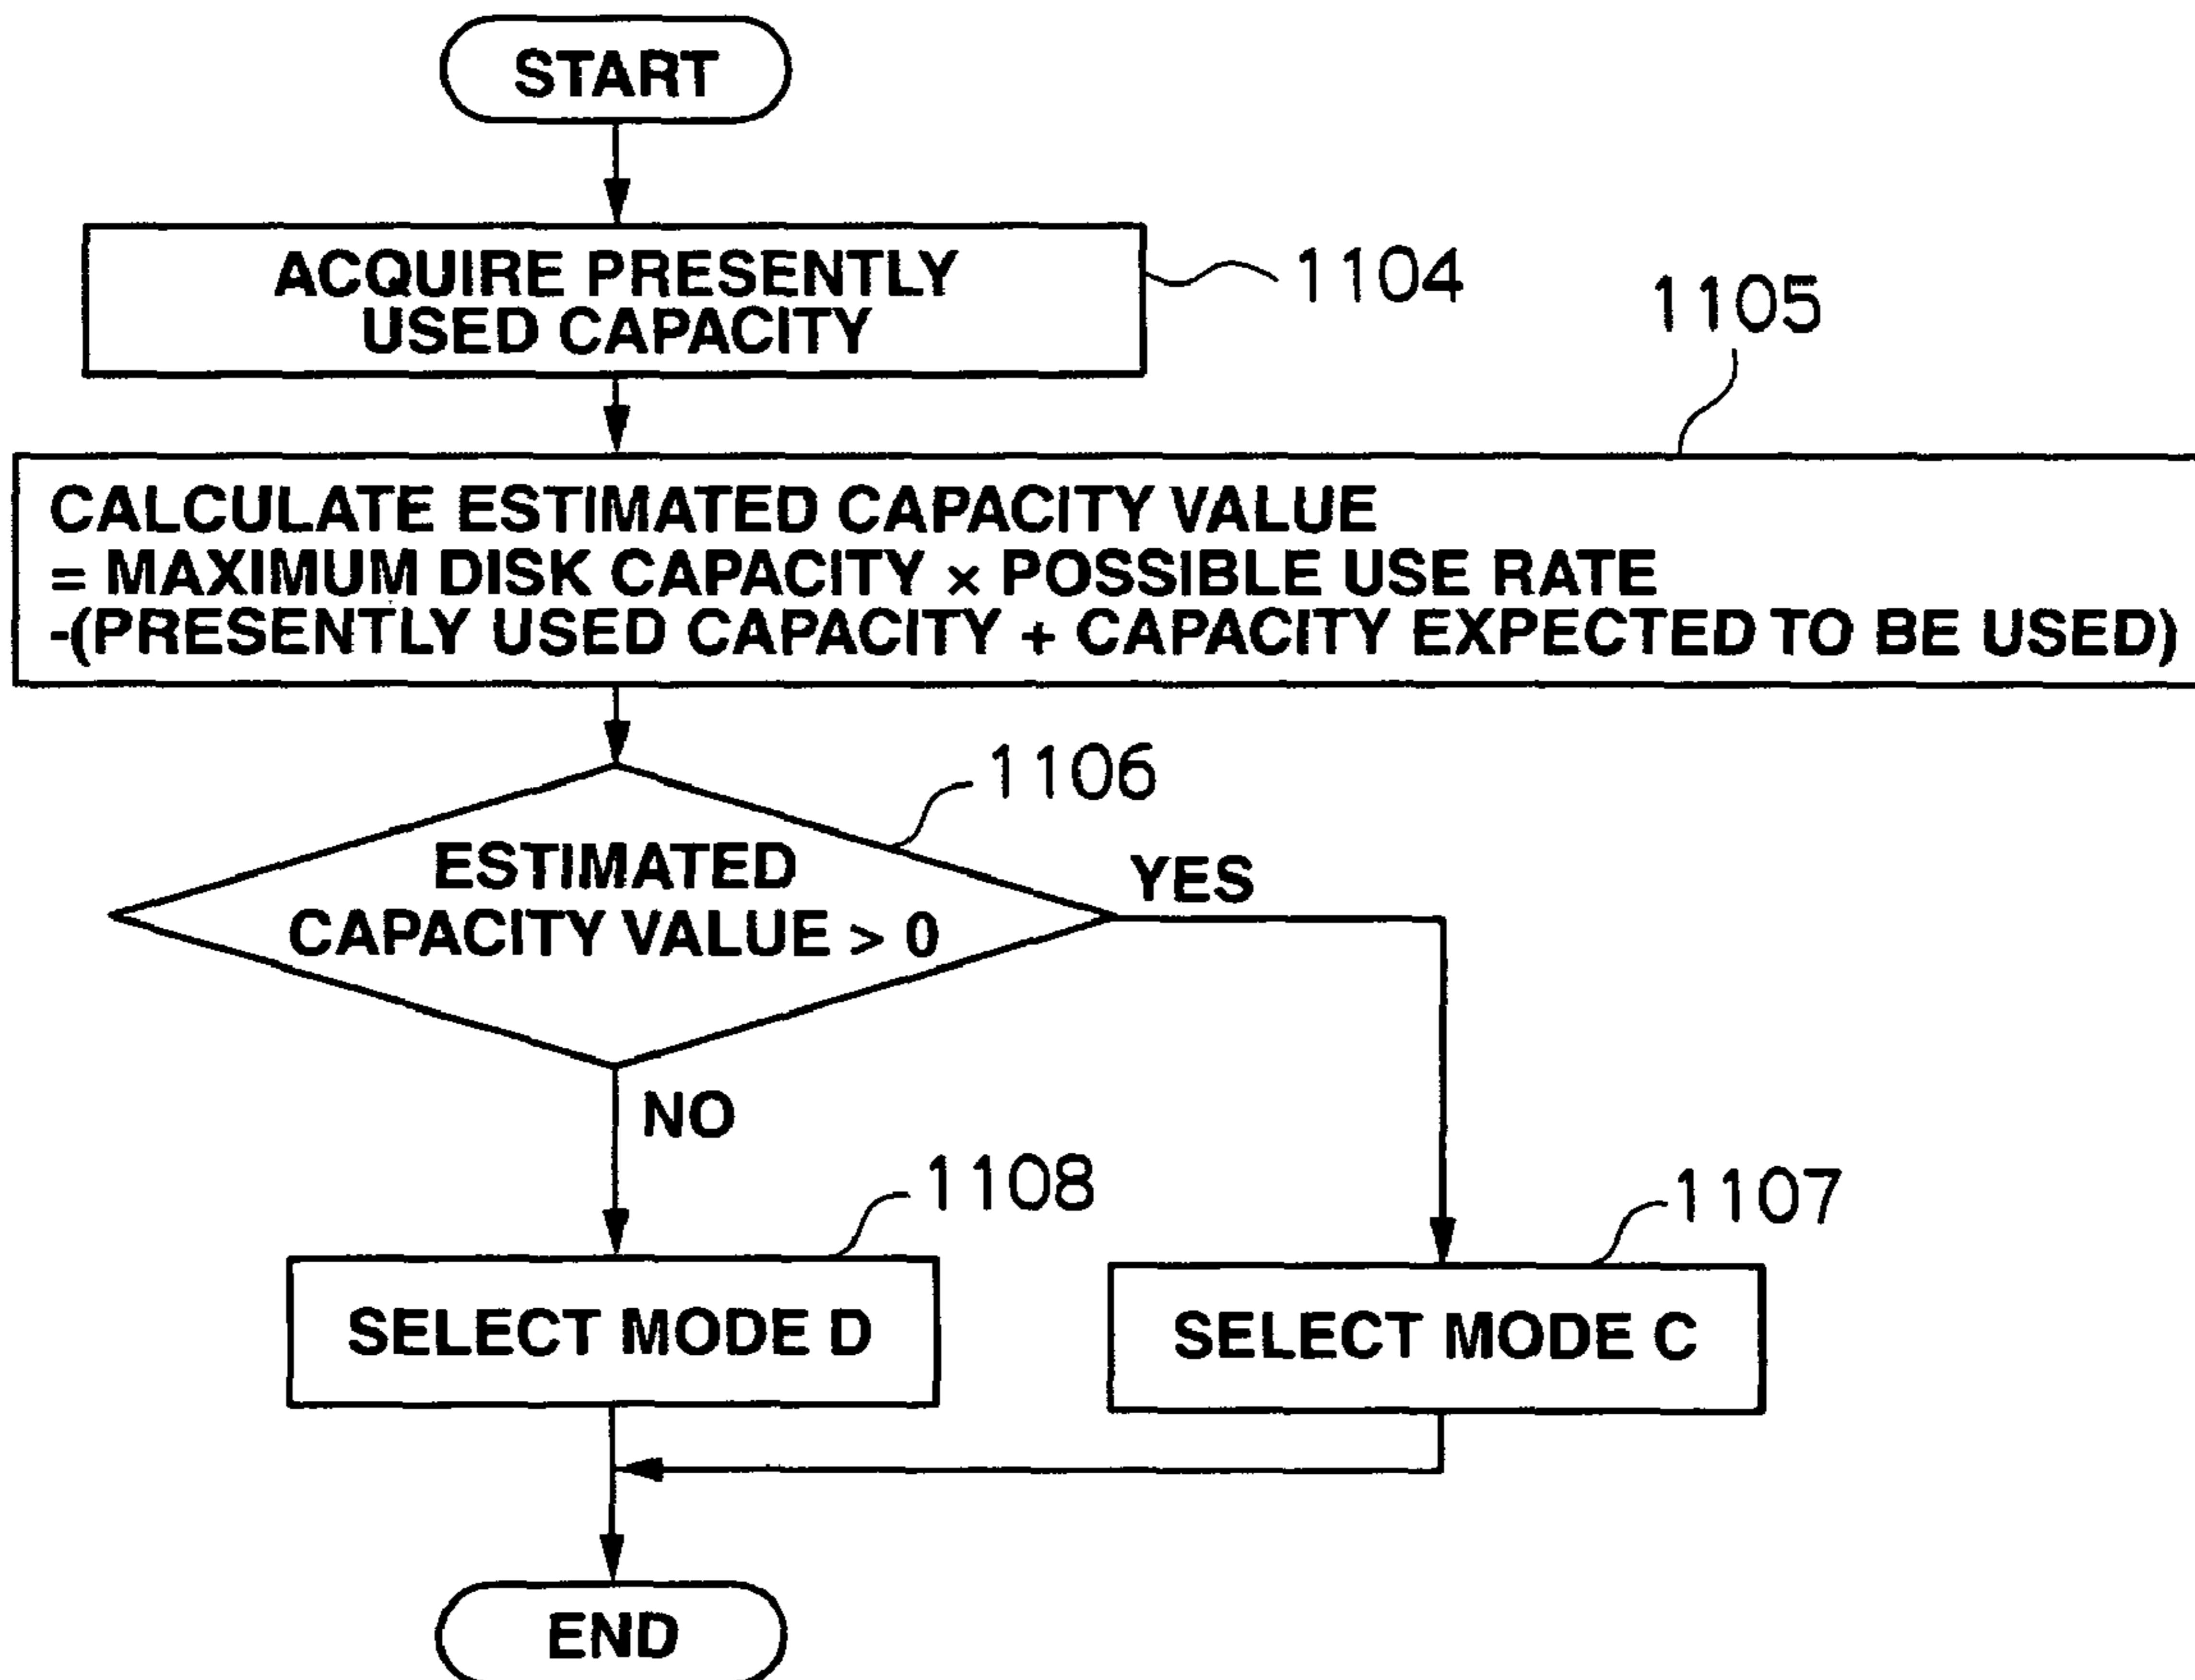 START
ACQUIRE PRESENTLY
USED CAPACITY
1104
1105
CALCULATE ESTIMATED CAPACITY VALUE
= MAXIMUM DISK CAPACITY × POSSIBLE USE RATE
-(PRESENTLY USED CAPACITY + CAPACITY EXPECTED TO BE USED)
1106
ESTIMATED
CAPACITY VALUE > 0
YES
NO
1108
1107
SELECT MODE D
SELECT MODE C
END